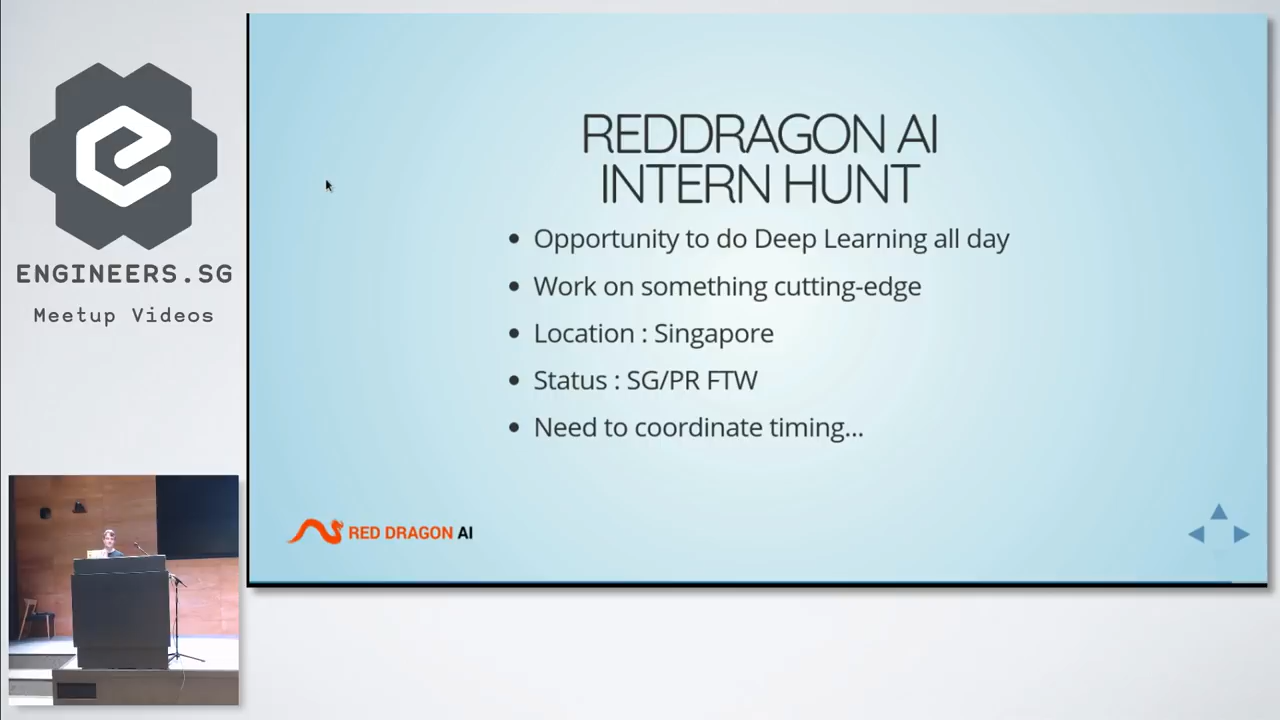 ENGINEERS.SG
Meetup Videos
REDDRAGON AI
INTERN HUNT
• Opportunity to do Deep Learning all day
• Work on something cutting-edge
• Location : Singapore
• Status : SG/PR FTW
• Need to coordinate timing...
RED DRAGON AI